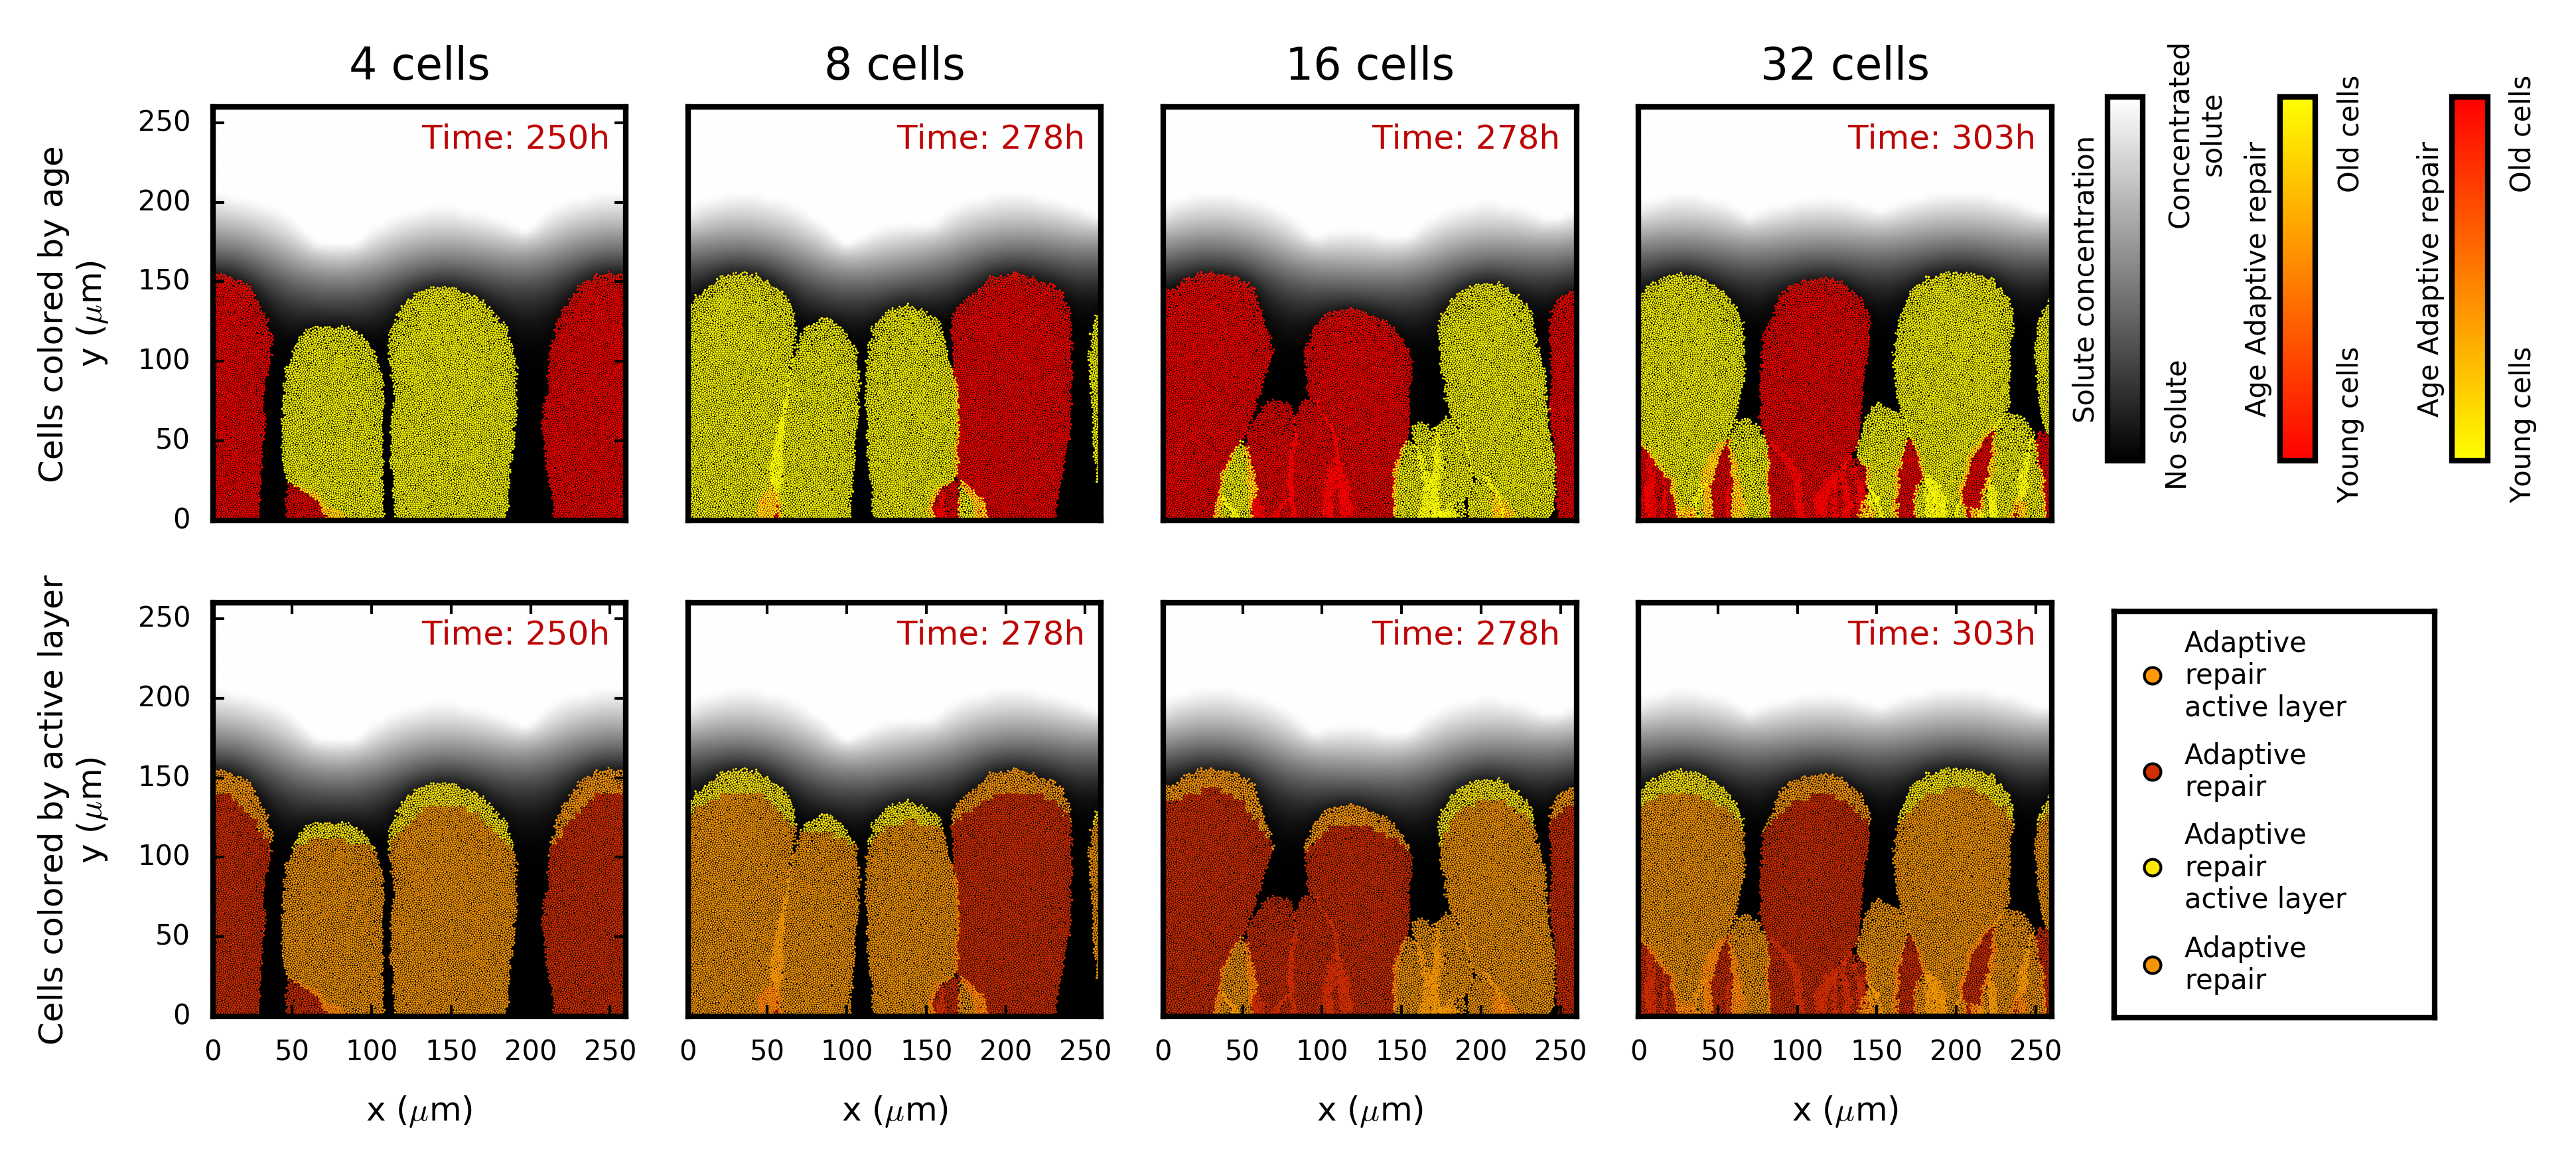 4 cells
8 cells
16 cells
32 cells
Cells colored by age
y (μm)
250
200
150
100
50
0
Time: 250h
Time: 278h
Time: 278h
Time: 303h
Solute concentration
No solute
Concentrated
solute
Age Adaptive repair
Young cells
Old cells
Age Adaptive repair
Young cells
Old cells
Cells colored by active layer
y (μm)
250
200
150
100
50
0
Time: 250h
Time: 278h
Time: 278h
Time: 303h
0 50 100 150 200 250
0 50 100 150 200 250
0 50 100 150 200 250
0 50 100 150 200 250
x (μm)
x (μm)
x (μm)
x (μm)
Adaptive
repair
active layer
Adaptive
repair
Adaptive
repair
active layer
Adaptive
repair